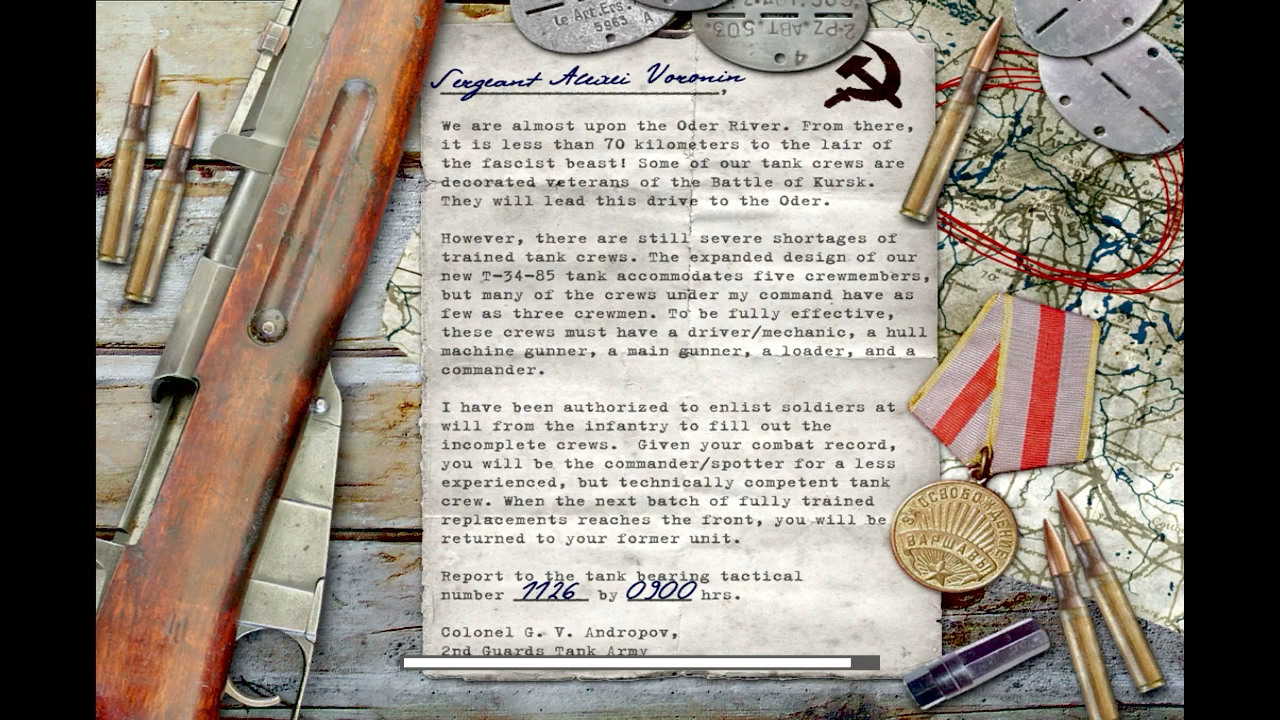 Le Art.Ers.
5963. A
2.PZ.ABT 503.
4
Sergeant Alexei Voronin,
We are almost upon the Oder River. From there,
it is less than 70 kilometers to the lair of
the fascist beast! Some of our tank crews are
decorated veterans of the Battle of Kursk.
They will lead this drive to the Oder.
However, there are still severe shortages of
trained tank crews. The expanded design of our
new T-34-85 tank accommodates five crewmembers,
but many of the crews under my command have as
few as three crewmen. To be fully effective,
these crews must have a driver/mechanic, a hull
machine gunner, a main gunner, a loader, and a
commander.
I have been authorized to enlist soldiers at
will from the infantry to fill out the
incomplete crews.  Given your combat record,
you will be the commander/spotter for a less
experienced, but technically competent tank
crew. When the next batch of fully trained
replacements reaches the front, you will be
returned to your former unit.
Report to the tank bearing tactical
number 1126 by 0900 hrs.
Colonel G. V. Andropov,
2nd Guards Tank Army
ЗА ОСВОБОЖДЕНИЕ
ВАРШАВЫ